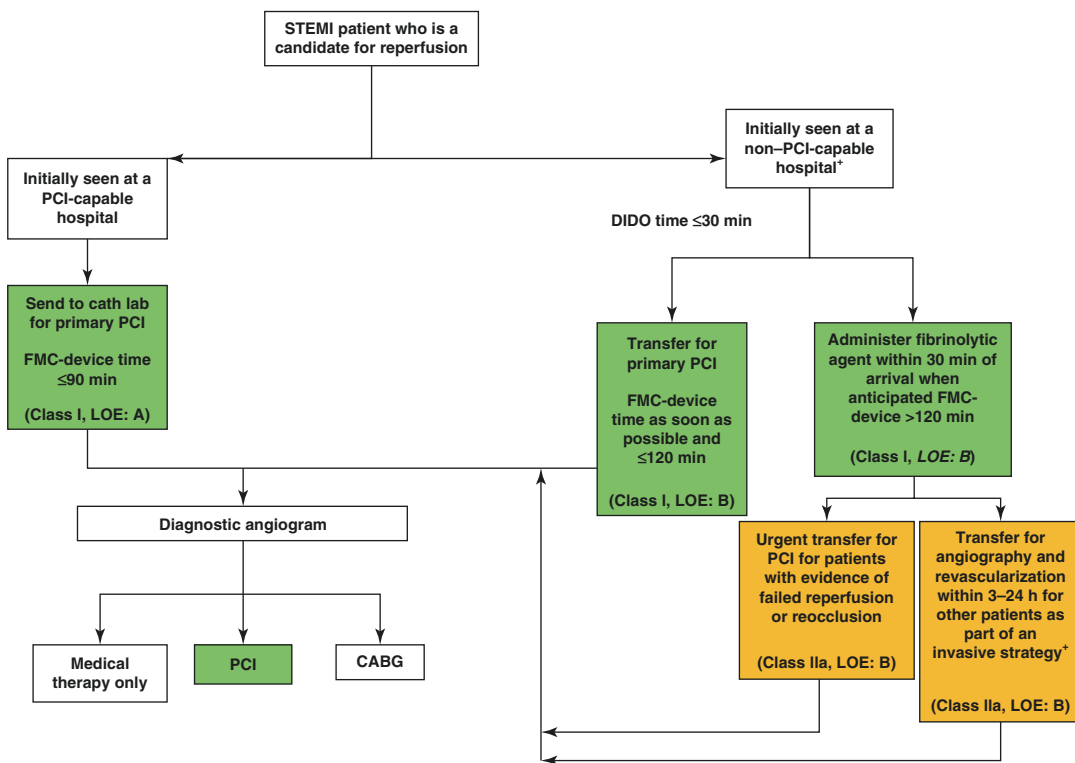 STEMI patient who is a
candidate for reperfusion
Initially seen at a
PCI-capable
hospital
Initially seen at a
non–PCI-capable
hospital+
DIDO time ≤30 min
Send to cath lab
for primary PCI
FMC-device time
≤90 min
(Class I, LOE: A)
Transfer for
primary PCI
FMC-device
time as soon as
possible and
≤120 min
(Class I, LOE: B)
Administer fibrinolytic
agent within 30 min of
arrival when
anticipated FMC-
device >120 min
(Class I, LOE: B)
Diagnostic angiogram
Medical
therapy only
PCI
CABG
Urgent transfer for
PCI for patients
with evidence of
failed reperfusion
or reocclusion
(Class IIa, LOE: B)
Transfer for
angiography and
revascularization
within 3–24 h for
other patients as
part of an
invasive strategy+
(Class IIa, LOE: B)